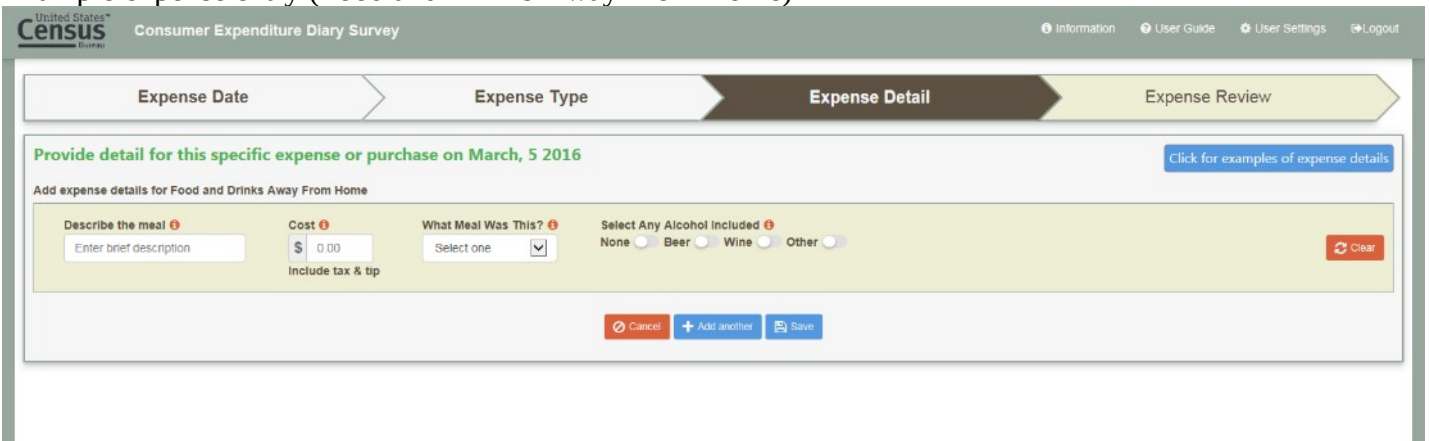 United States™
Census
Bureau
Consumer Expenditure Diary Survey
Information
User Guide
User Settings
Logout
Expense Date
Expense Type
Expense Detail
Expense Review
Provide detail for this specific expense or purchase on March, 5 2016
Click for examples of expense details
Add expense details for Food and Drinks Away From Home
Describe the meal
Cost
What Meal Was This?
Select Any Alcohol Included
Enter brief description
$ 0.00
Select one
None Beer Wine Other
Clear
Include tax & tip
Cancel
Add another
Save